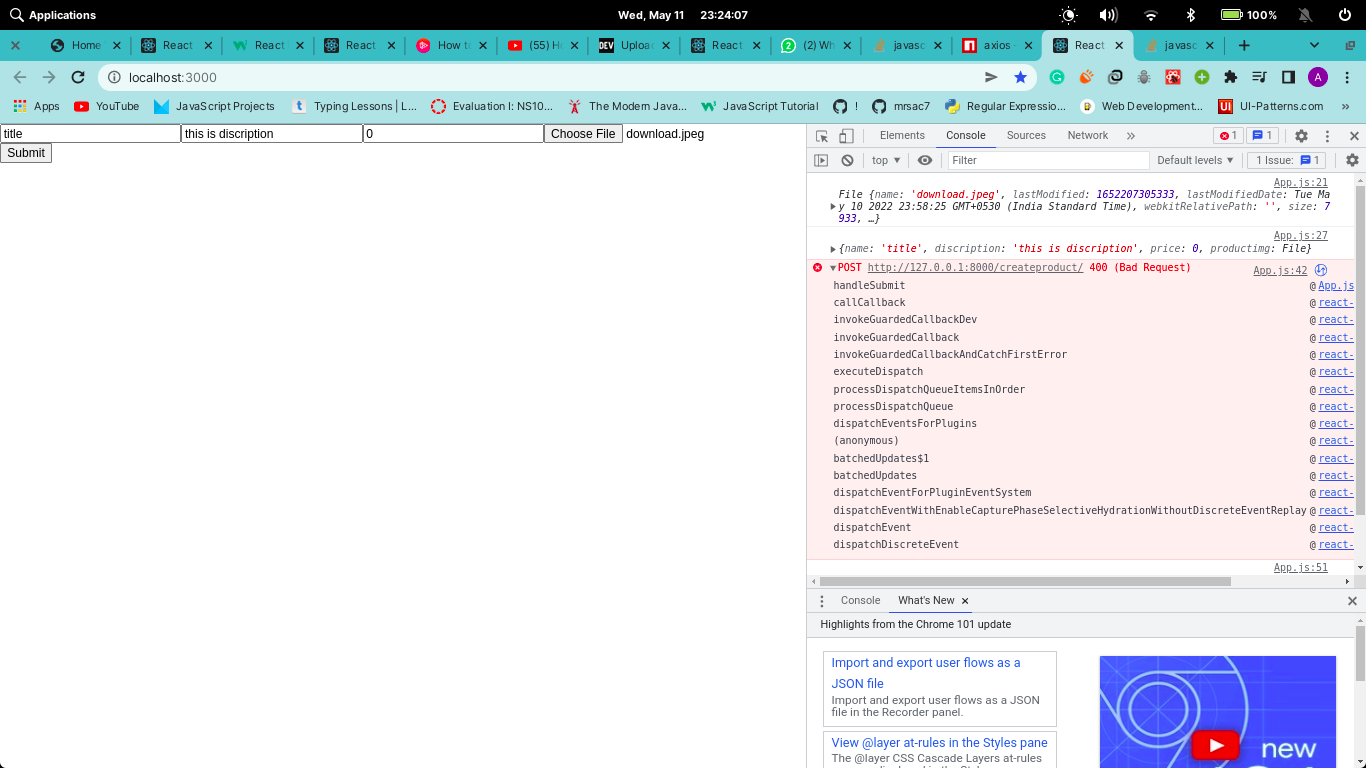 Applications
Wed, May 11 23:24:07
100%
Home
React
React
React
How to
(55) H
DEV Uploa
React
(2) Wh
javasc
axios
React
javasc
localhost:3000
A
Apps
YouTube
JavaScript Projects
Typing Lessons | L...
Evaluation I: NS10...
The Modern Java...
JavaScript Tutorial
!
mrsac7
Regular Expressio...
Web Development...
UI-Patterns.com
»
title
this is discription
0
Choose File download.jpeg
Submit
Elements
Console
Sources
Network
»
1
1
top ▼
Filter
Default levels ▼
1 Issue: 1
App.js:21
File {name: 'download.jpeg', lastModified: 1652207305333, lastModifiedDate: Tue Ma
y 10 2022 23:58:25 GMT+0530 (India Standard Time), webkitRelativePath: '', size: 7
933, …}
App.js:27
{name: 'title', discription: 'this is discription', price: 0, productimg: File}
POST http://127.0.0.1:8000/createproduct/ 400 (Bad Request) App.js:42
handleSubmit @ App.js
callCallback @ react-
invokeGuardedCallbackDev @ react-
invokeGuardedCallback @ react-
invokeGuardedCallbackAndCatchFirstError @ react-
executeDispatch @ react-
processDispatchQueueItemsInOrder @ react-
processDispatchQueue @ react-
dispatchEventsForPlugins @ react-
(anonymous) @ react-
batchedUpdates$1 @ react-
batchedUpdates @ react-
dispatchEventForPluginEventSystem @ react-
dispatchEventWithEnableCapturePhaseSelectiveHydrationWithoutDiscreteEventReplay @ react-
dispatchEvent @ react-
dispatchDiscreteEvent @ react-
App.js:51
Console
What's New
Highlights from the Chrome 101 update
Import and export user flows as a
JSON file
Import and export user flows as a JSON
file in the Recorder panel.
View @layer at-rules in the Styles pane
The @layer CSS Cascade Layers at-rules
new